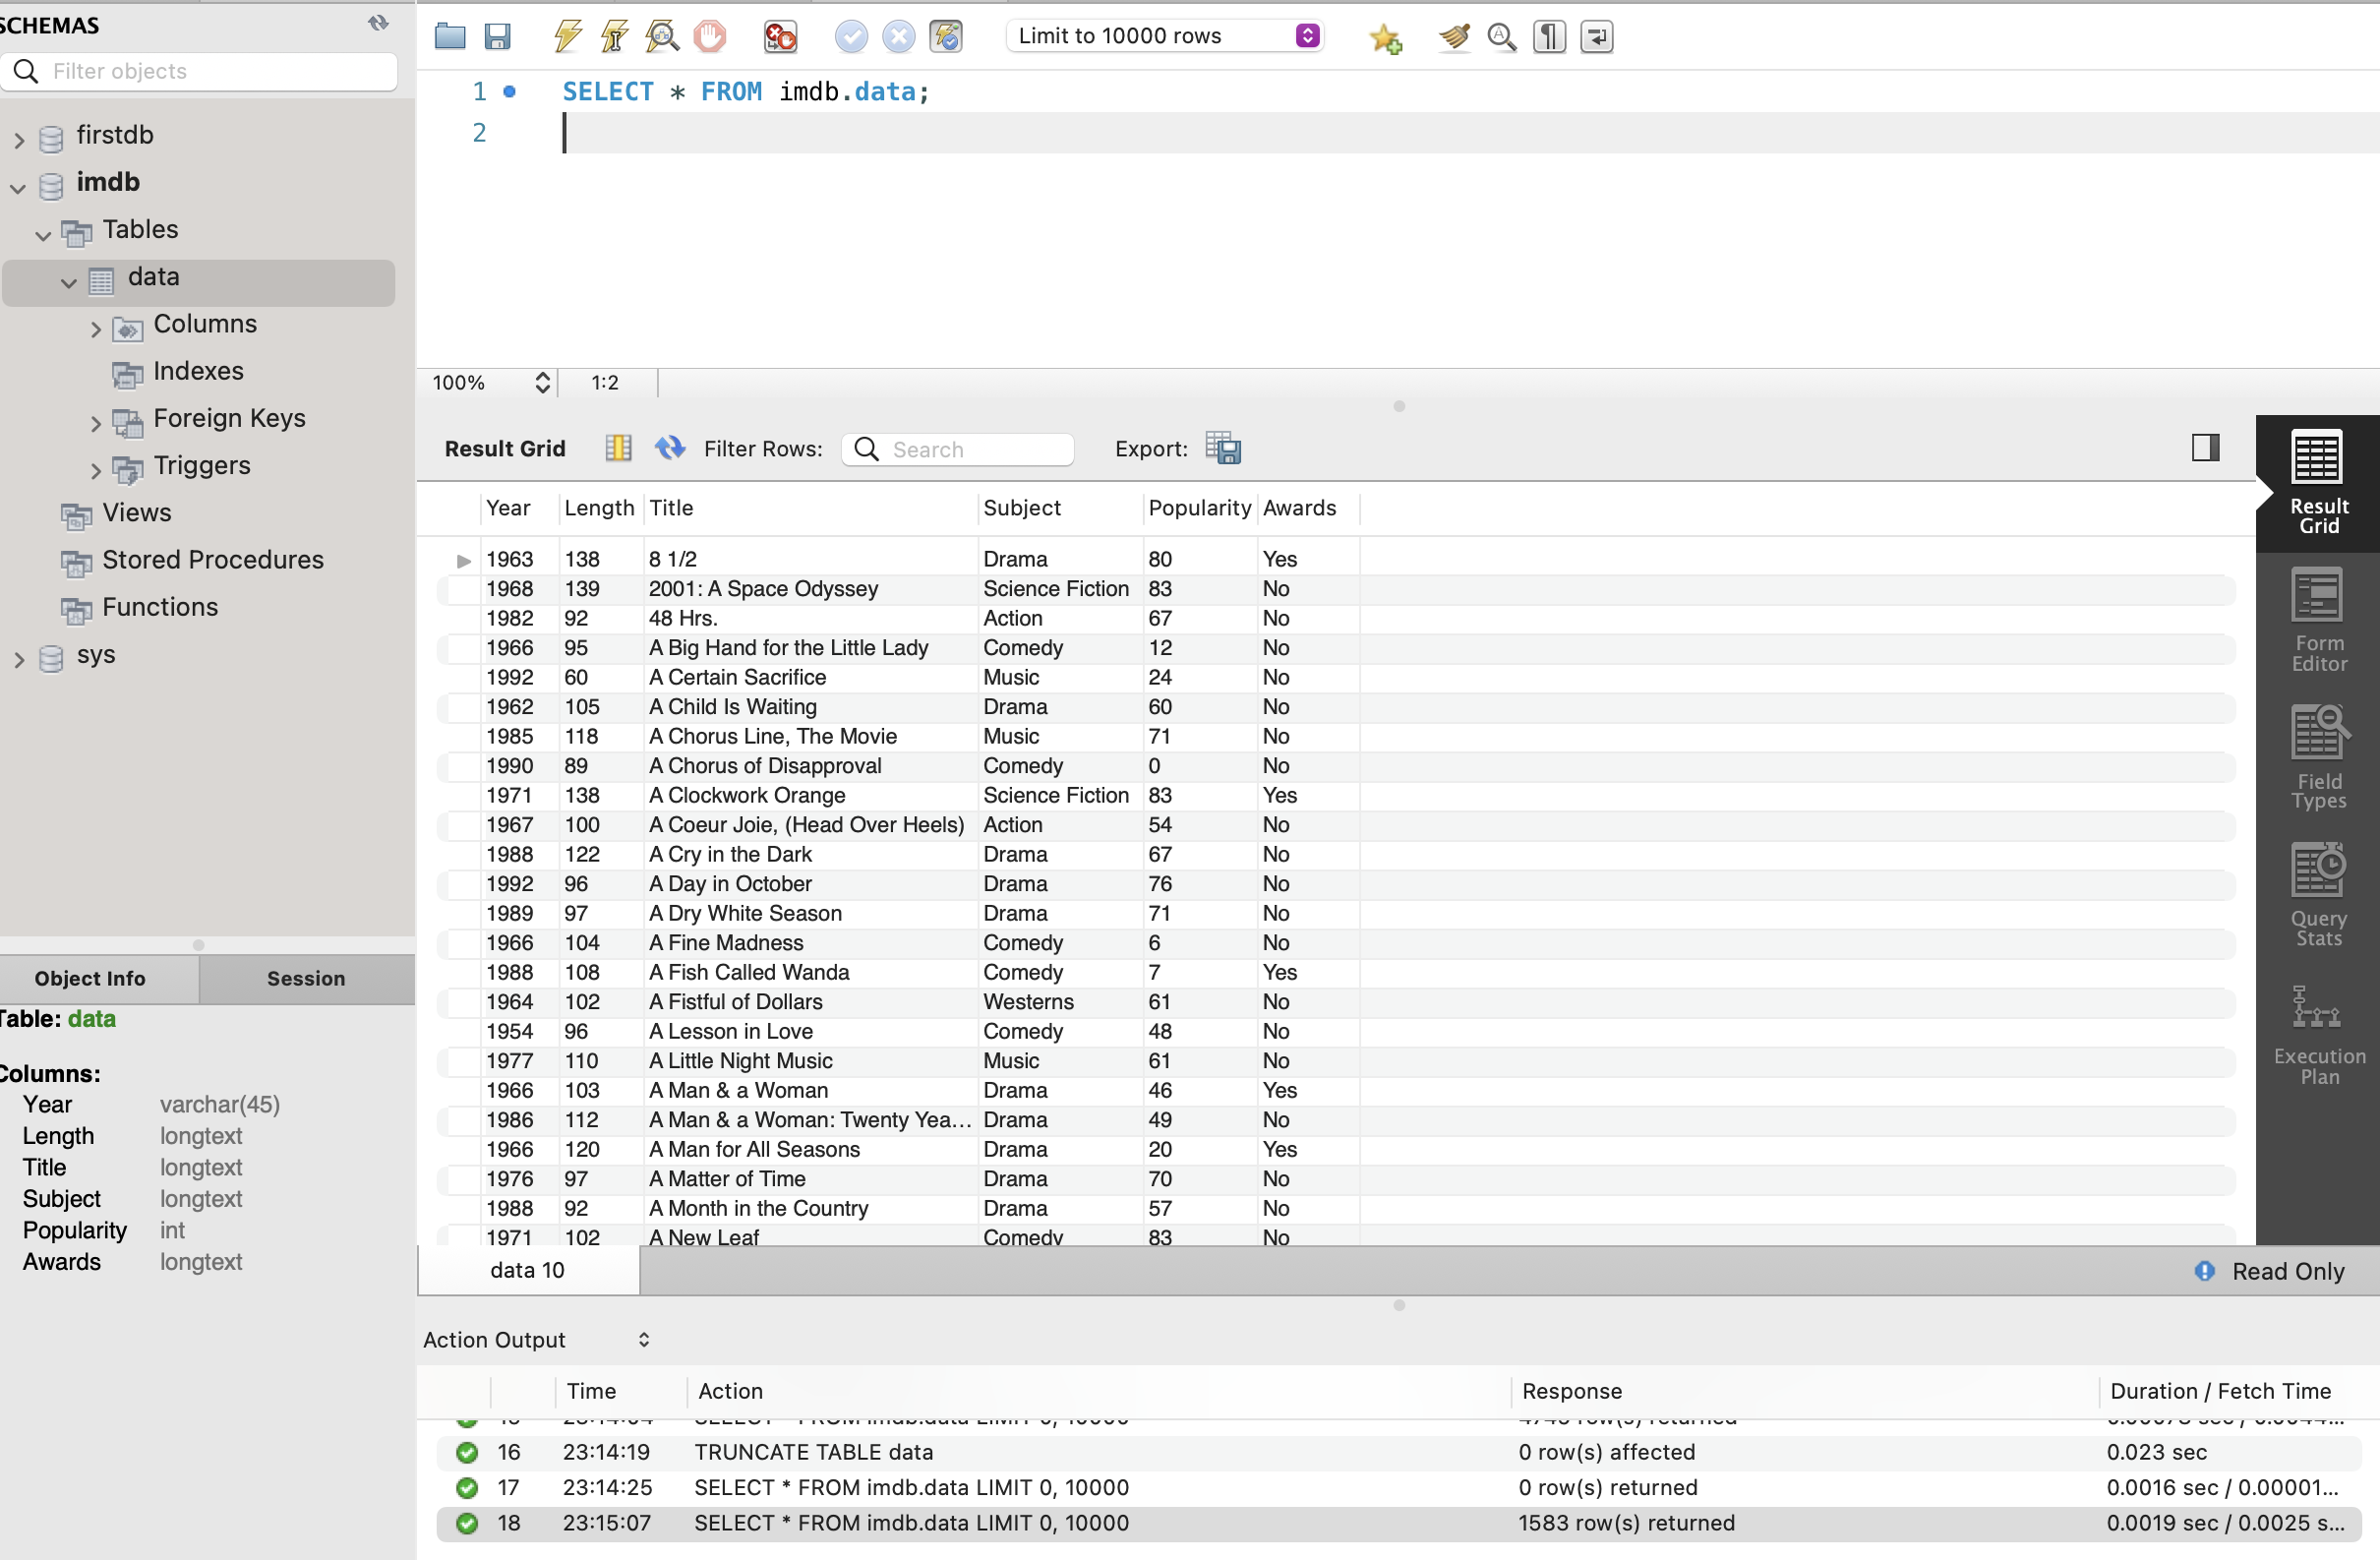 SCHEMAS
Filter objects
firstdb
imdb
Tables
data
Columns
Indexes
Foreign Keys
Triggers
Views
Stored Procedures
Functions
sys
Object Info Session
Table: data
Columns:
Year varchar(45)
Length longtext
Title longtext
Subject longtext
Popularity int
Awards longtext
Limit to 10000 rows
1 SELECT * FROM imdb.data;
2
100% 1:2
Result Grid Filter Rows: Search Export:
Year Length Title Subject Popularity Awards
1963 138 8 1/2 Drama 80 Yes
1968 139 2001: A Space Odyssey Science Fiction 83 No
1982 92 48 Hrs. Action 67 No
1966 95 A Big Hand for the Little Lady Comedy 12 No
1992 60 A Certain Sacrifice Music 24 No
1962 105 A Child Is Waiting Drama 60 No
1985 118 A Chorus Line, The Movie Music 71 No
1990 89 A Chorus of Disapproval Comedy 0 No
1971 138 A Clockwork Orange Science Fiction 83 Yes
1967 100 A Coeur Joie, (Head Over Heels) Action 54 No
1988 122 A Cry in the Dark Drama 67 No
1992 96 A Day in October Drama 76 No
1989 97 A Dry White Season Drama 71 No
1966 104 A Fine Madness Comedy 6 No
1988 108 A Fish Called Wanda Comedy 7 Yes
1964 102 A Fistful of Dollars Westerns 61 No
1954 96 A Lesson in Love Comedy 48 No
1977 110 A Little Night Music Music 61 No
1966 103 A Man & a Woman Drama 46 Yes
1986 112 A Man & a Woman: Twenty Yea... Drama 49 No
1966 120 A Man for All Seasons Drama 20 Yes
1976 97 A Matter of Time Drama 70 No
1988 92 A Month in the Country Drama 57 No
1971 102 A New Leaf Comedy 83 No
Result
Grid
Form
Editor
Field
Types
Query
Stats
Execution
Plan
data 10 Read Only
Action Output
Time Action Response Duration / Fetch Time
SELECT * FROM imdb.data LIMIT 0, 10000 row(s) returned
16 23:14:19 TRUNCATE TABLE data 0 row(s) affected 0.023 sec
17 23:14:25 SELECT * FROM imdb.data LIMIT 0, 10000 0 row(s) returned 0.0016 sec / 0.00001...
18 23:15:07 SELECT * FROM imdb.data LIMIT 0, 10000 1583 row(s) returned 0.0019 sec / 0.0025 s...